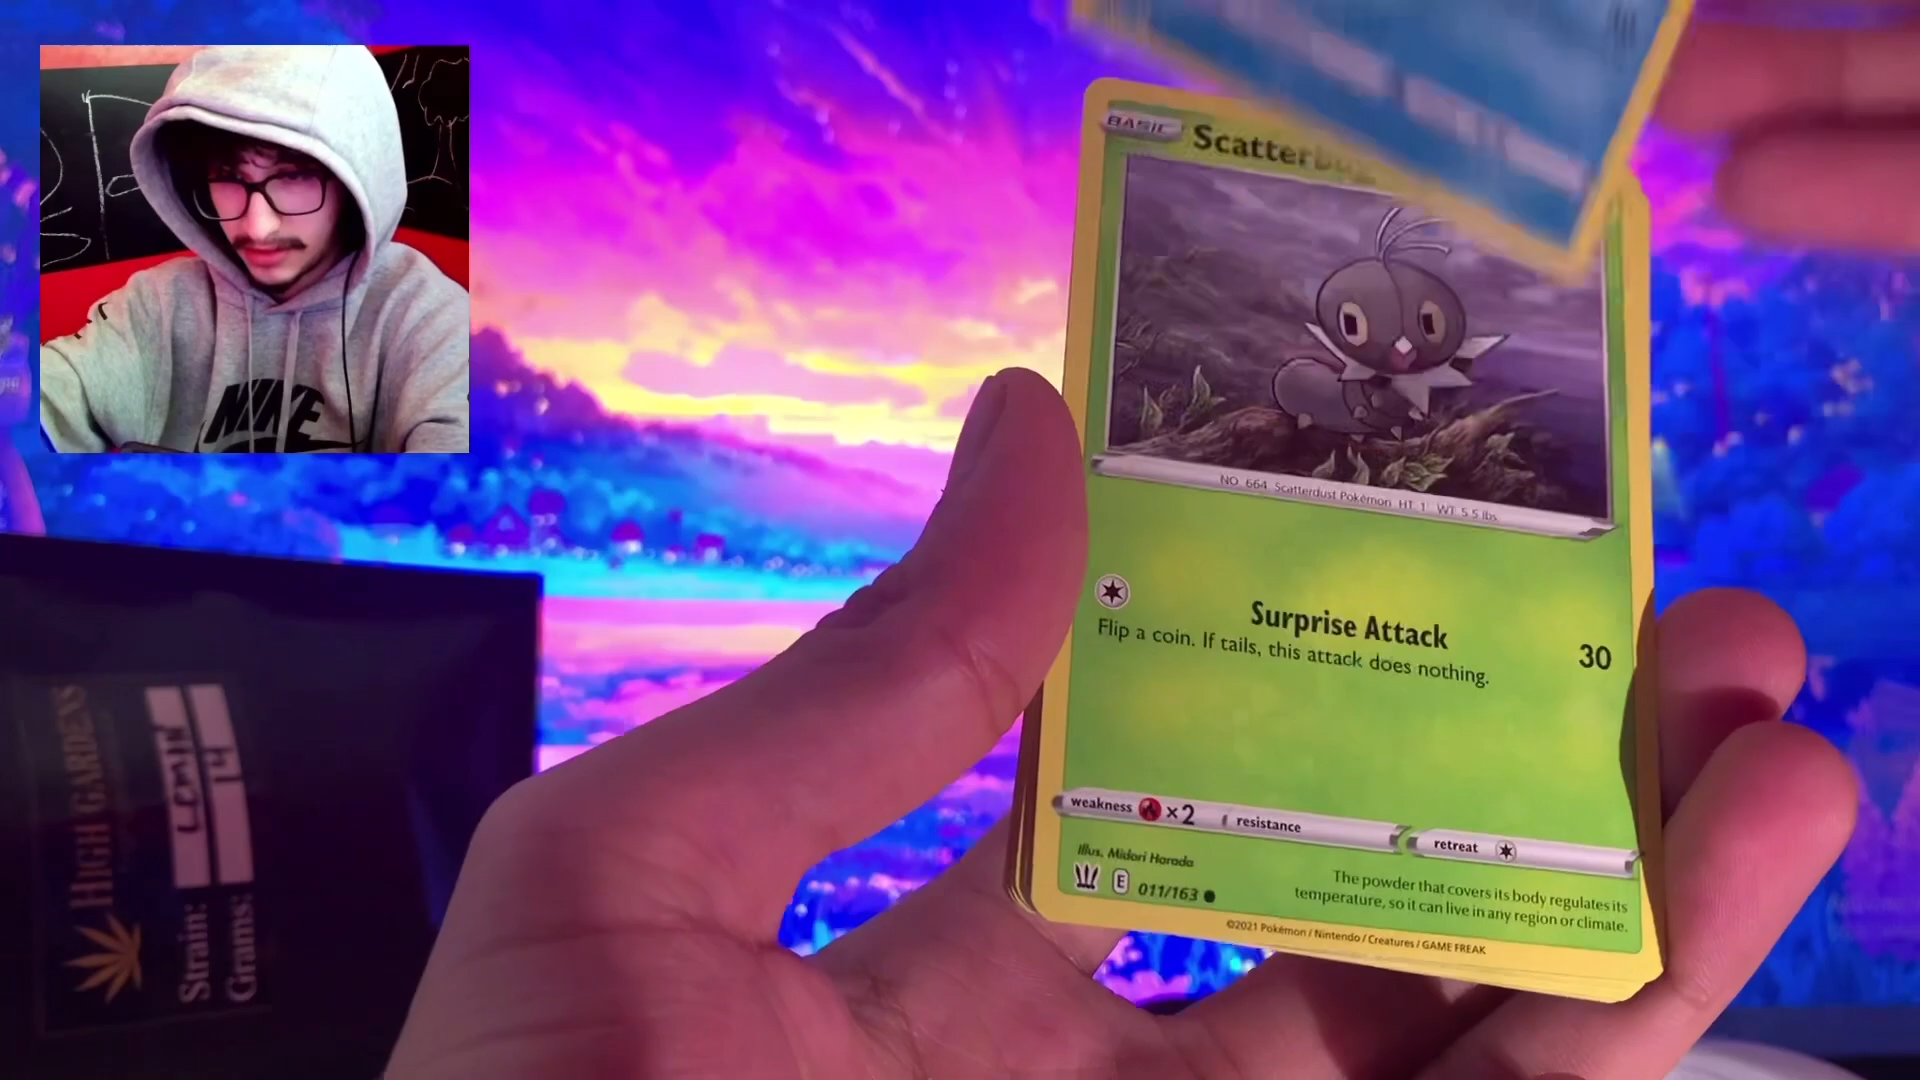 NIKE
BASIC Scatterbug
NO. 664 Scatterdust Pokémon HT 1' WT 5.5 lbs.
Surprise Attack 30
Flip a coin. If tails, this attack does nothing.
weakness ×2 resistance retreat
Illus. Midori Harada
E 011/163
The powder that covers its body regulates its
temperature, so it can live in any region or climate.
©2021 Pokémon / Nintendo / Creatures / GAME FREAK
HIGH GARDENS
Strain:
Grams: 14